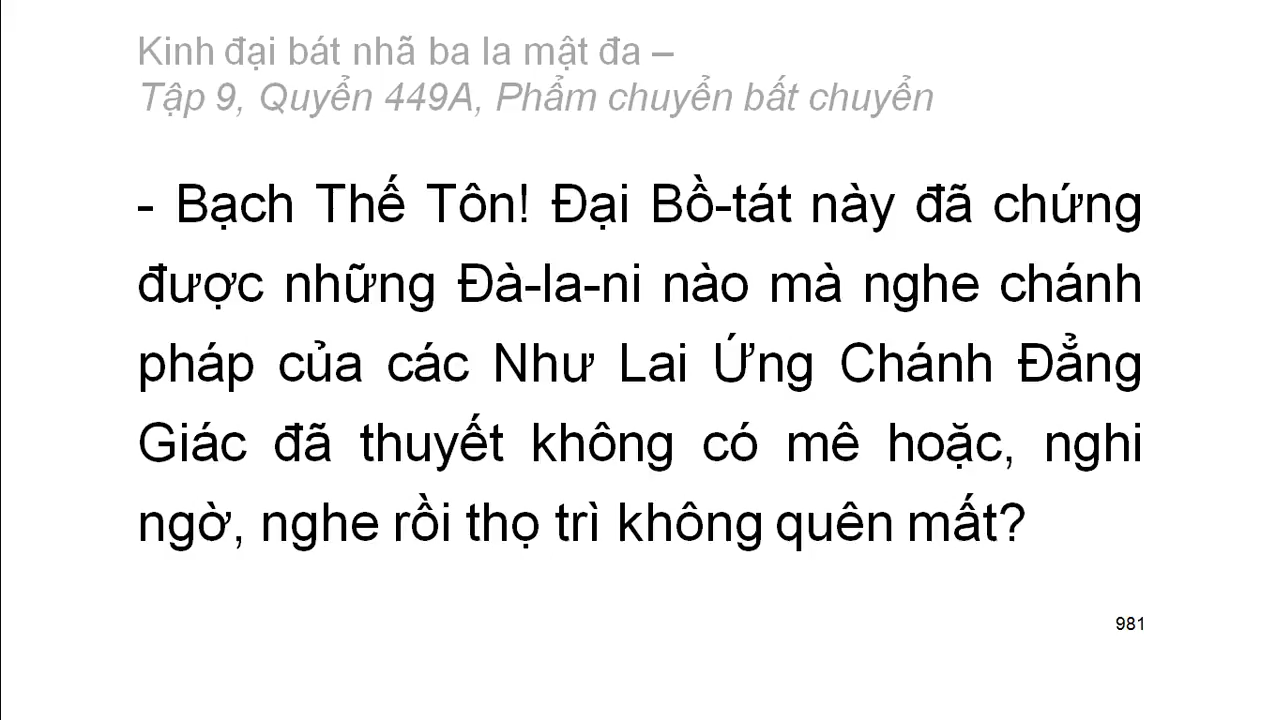 Kinh đại bát nhã ba la mật đa –
Tập 9, Quyển 449A, Phẩm chuyển bất chuyển
- Bạch Thế Tôn! Đại Bồ-tát này đã chứng
được những Đà-la-ni nào mà nghe chánh
pháp của các Như Lai Ứng Chánh Đẳng
Giác đã thuyết không có mê hoặc, nghi
ngờ, nghe rồi thọ trì không quên mất?
981